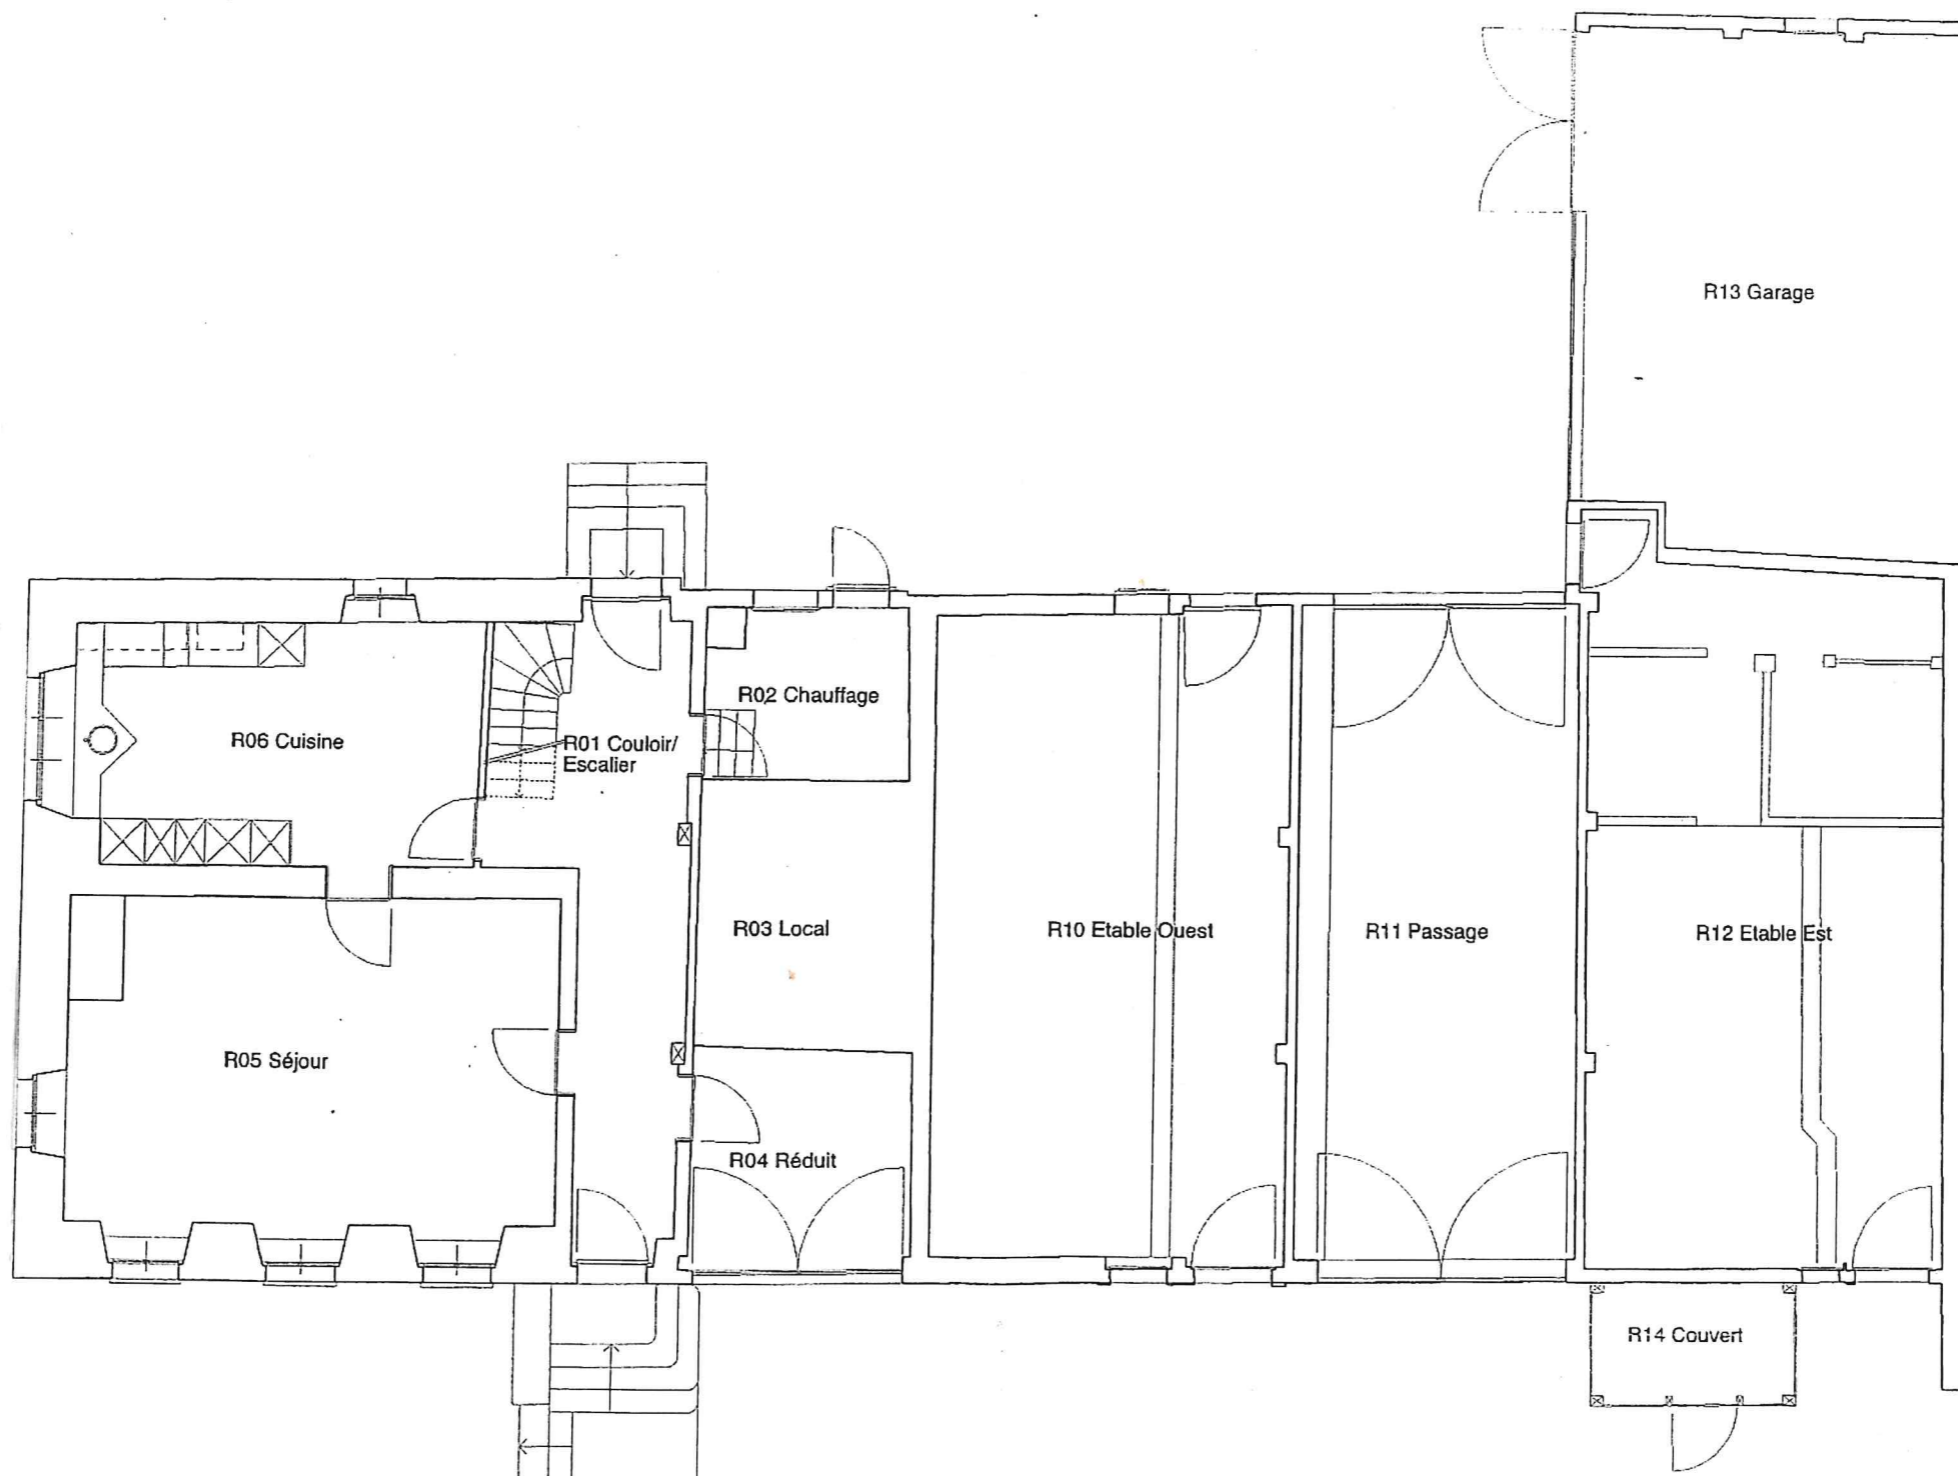 R13 Garage
R02 Chauffage
R06 Cuisine
R01 Couloir/
Escalier
R03 Local
R10 Etable Ouest
R11 Passage
R12 Etable Est
R05 Séjour
R04 Réduit
R14 Couvert